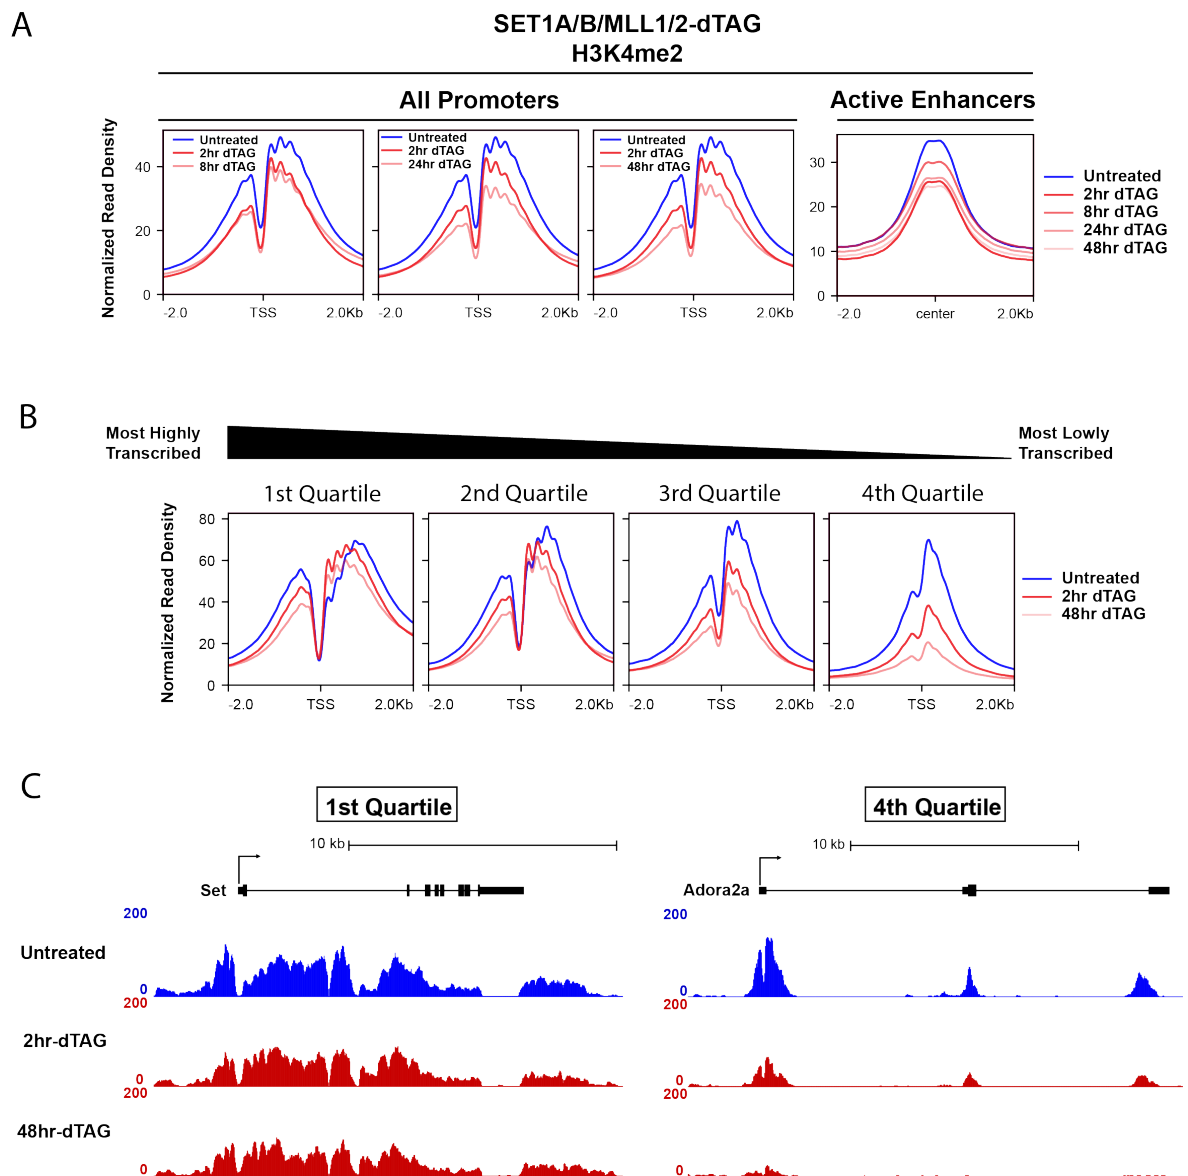 A
SET1A/B/MLL1/2-dTAG
H3K4me2
All Promoters
Active Enhancers
Normalized Read Density
40
20
0
Untreated
2hr dTAG
8hr dTAG
-2.0 TSS 2.0Kb
Untreated
2hr dTAG
24hr dTAG
-2.0 TSS 2.0Kb
Untreated
2hr dTAG
48hr dTAG
-2.0 TSS 2.0Kb
30
20
10
0
-2.0 center 2.0Kb
Untreated
2hr dTAG
8hr dTAG
24hr dTAG
48hr dTAG
B
Most Highly
Transcribed
Most Lowly
Transcribed
1st Quartile
2nd Quartile
3rd Quartile
4th Quartile
Normalized Read Density
80
60
40
20
0
-2.0 TSS 2.0Kb
-2.0 TSS 2.0Kb
-2.0 TSS 2.0Kb
-2.0 TSS 2.0Kb
Untreated
2hr dTAG
48hr dTAG
C
1st Quartile
10 kb
Set
200
Untreated
0
200
2hr-dTAG
0
200
48hr-dTAG
0
4th Quartile
10 kb
Adora2a
200
0
200
0
200
0